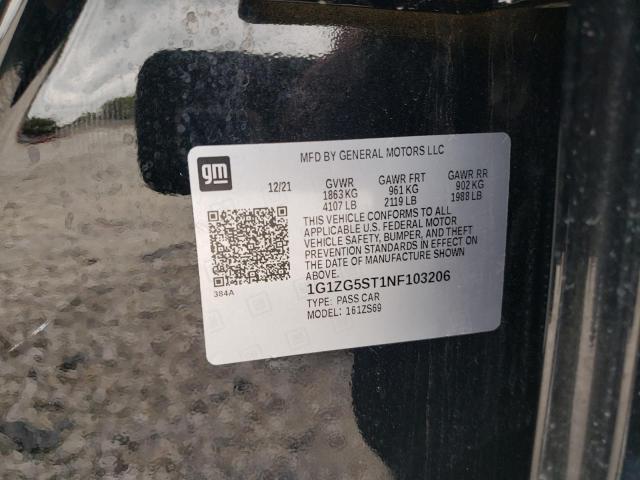 MFD BY GENERAL MOTORS LLC
gm
12/21 GVWR GAWR FRT GAWR RR
1863 KG 961 KG 902 KG
4107 LB 2119 LB 1988 LB
THIS VEHICLE CONFORMS TO ALL
APPLICABLE U.S. FEDERAL MOTOR
VEHICLE SAFETY, BUMPER, AND THEFT
PREVENTION STANDARDS IN EFFECT ON
THE DATE OF MANUFACTURE SHOWN
ABOVE.
384A
1G1ZG5ST1NF103206
TYPE: PASS CAR
MODEL: 161ZS69